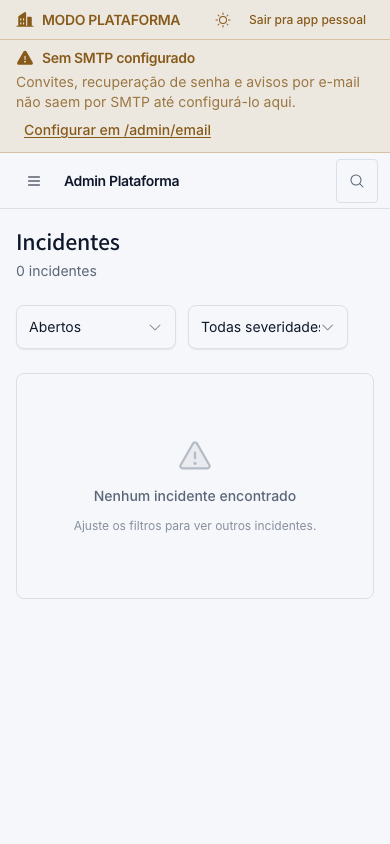 MODO PLATAFORMA
Sair pra app pessoal
Sem SMTP configurado
Convites, recuperação de senha e avisos por e-mail
não saem por SMTP até configurá-lo aqui.
Configurar em /admin/email
Admin Plataforma
Incidentes
0 incidentes
Abertos
Todas severidades
Nenhum incidente encontrado
Ajuste os filtros para ver outros incidentes.